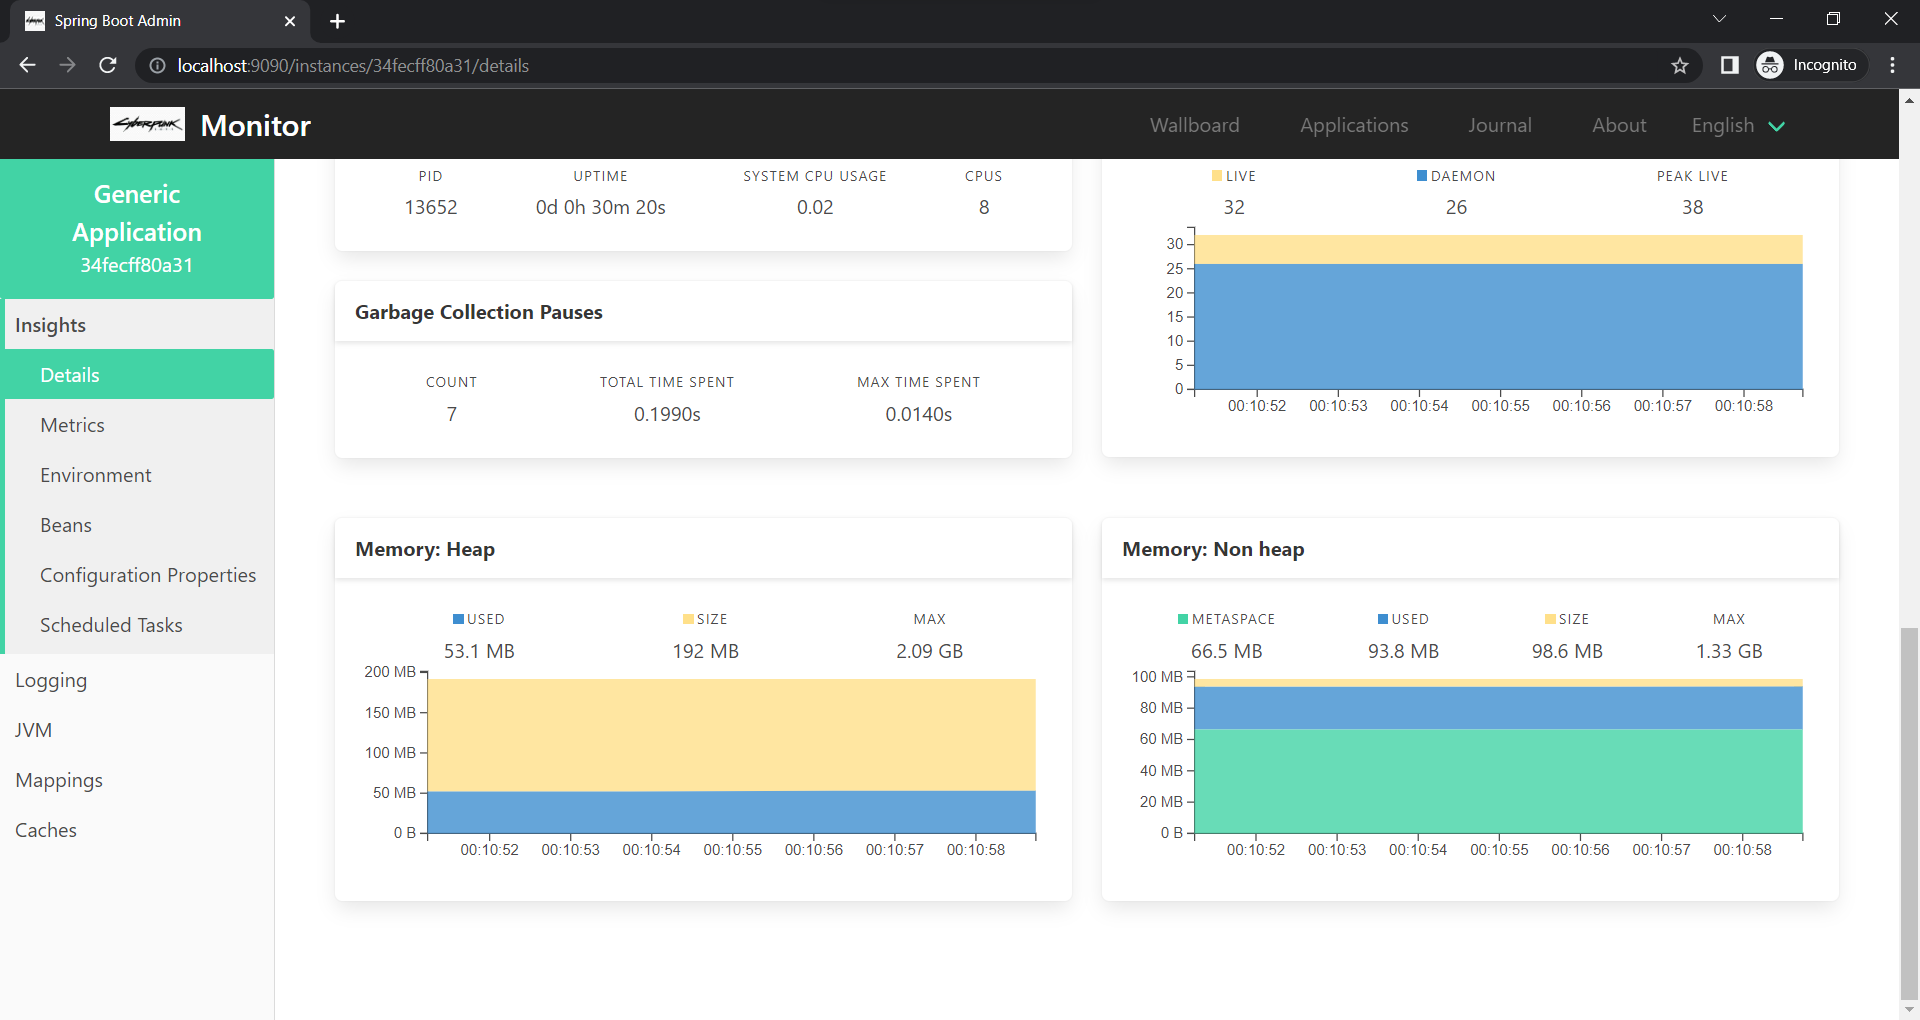 Spring Boot Admin
localhost:9090/instances/34fecff80a31/details
Incognito
Cyberpunk
Monitor
Wallboard Applications Journal About English
Generic
Application
34fecff80a31
Insights
Details
Metrics
Environment
Beans
Configuration Properties
Scheduled Tasks
Logging
JVM
Mappings
Caches
PID UPTIME SYSTEM CPU USAGE CPUS
13652 0d 0h 30m 20s 0.02 8
LIVE DAEMON PEAK LIVE
32 26 38
30
25
20
15
10
5
0
00:10:52 00:10:53 00:10:54 00:10:55 00:10:56 00:10:57 00:10:58
Garbage Collection Pauses
COUNT TOTAL TIME SPENT MAX TIME SPENT
7 0.1990s 0.0140s
Memory: Heap
USED SIZE MAX
53.1 MB 192 MB 2.09 GB
200 MB
150 MB
100 MB
50 MB
0 B
00:10:52 00:10:53 00:10:54 00:10:55 00:10:56 00:10:57 00:10:58
Memory: Non heap
METASPACE USED SIZE MAX
66.5 MB 93.8 MB 98.6 MB 1.33 GB
100 MB
80 MB
60 MB
40 MB
20 MB
0 B
00:10:52 00:10:53 00:10:54 00:10:55 00:10:56 00:10:57 00:10:58